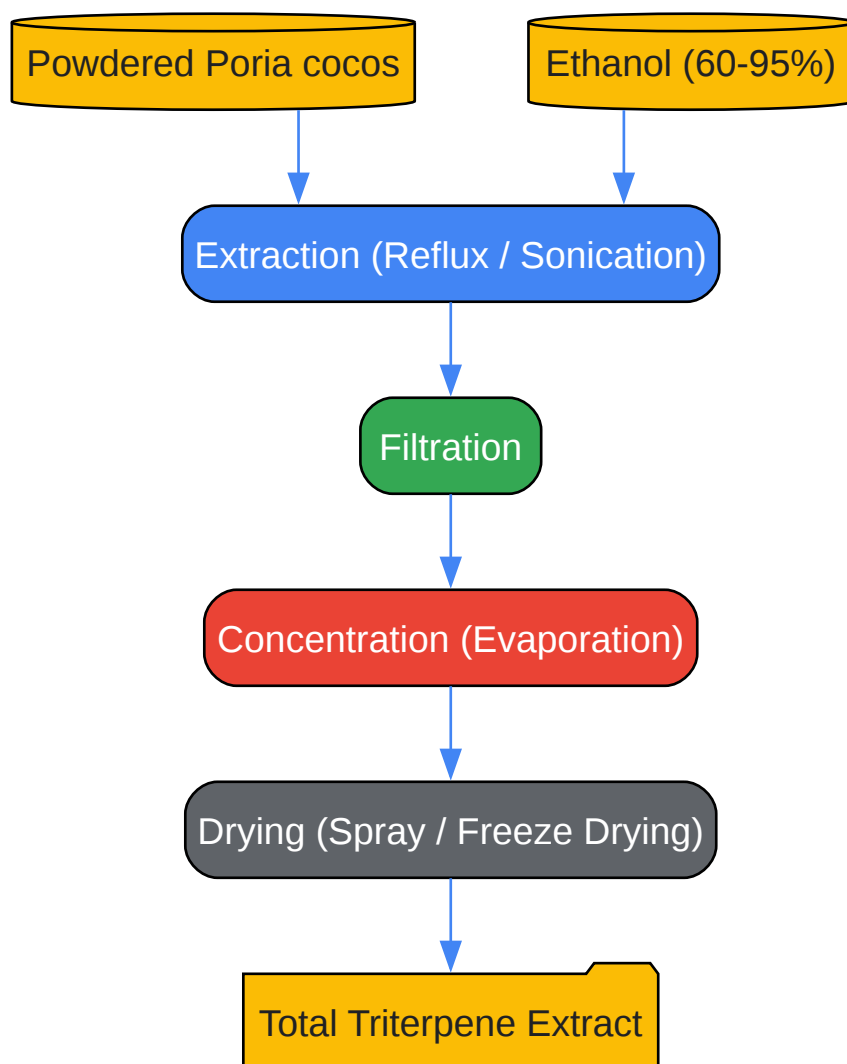 Powdered Poria cocos
Ethanol (60-95%)
Extraction (Reflux / Sonication)
Filtration
Concentration (Evaporation)
Drying (Spray / Freeze Drying)
Total Triterpene Extract